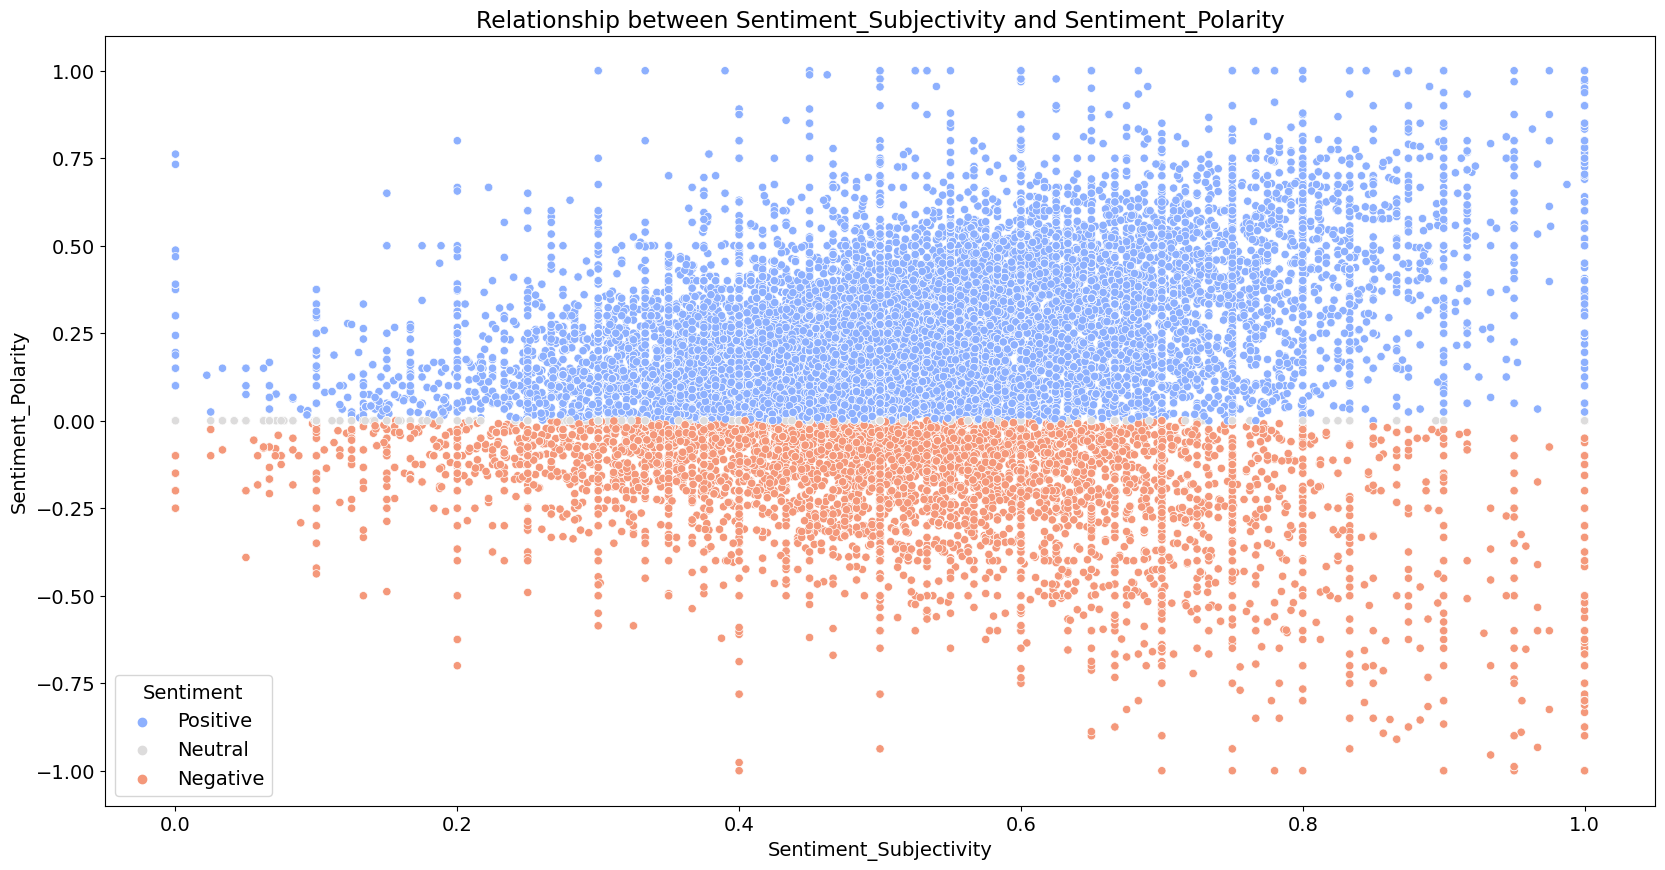 Relationship between Sentiment_Subjectivity and Sentiment_Polarity
1.00
0.75
0.50
0.25
0.00
−0.25
−0.50
−0.75
−1.00
Sentiment_Polarity
Sentiment
Positive
Neutral
Negative
0.0 0.2 0.4 0.6 0.8 1.0
Sentiment_Subjectivity